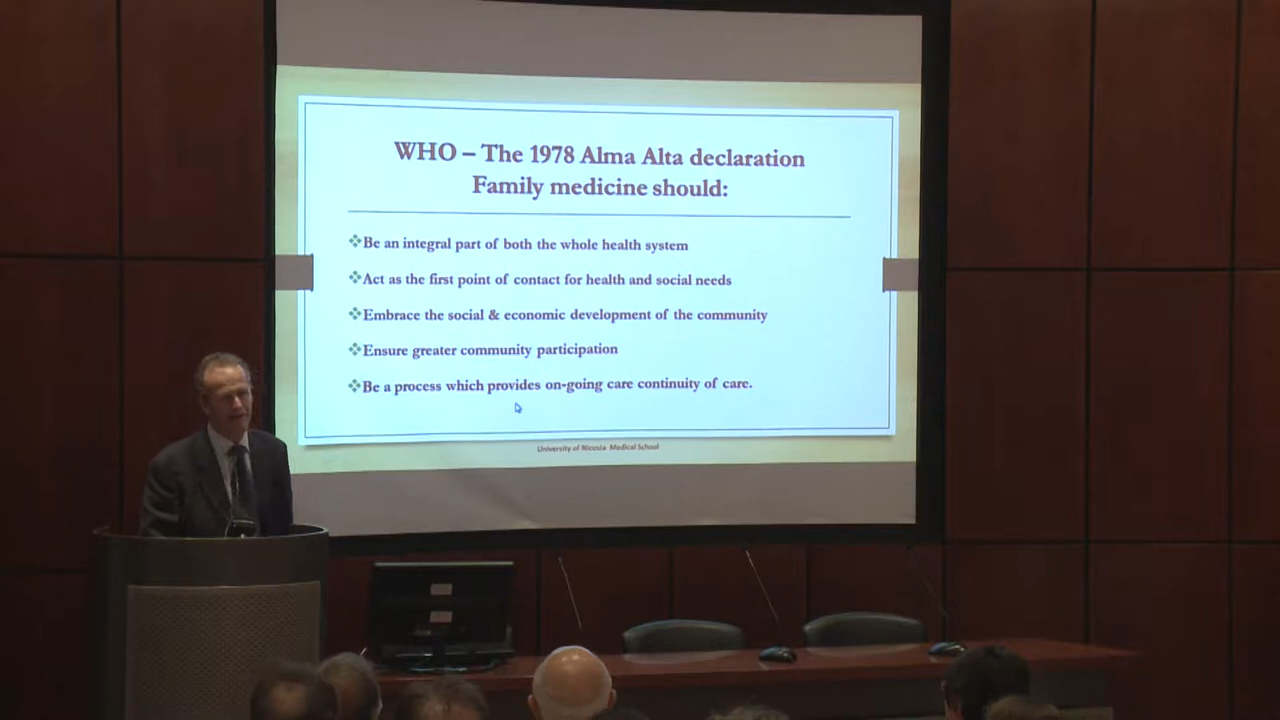 WHO – The 1978 Alma Alta declaration
Family medicine should:
❖Be an integral part of both the whole health system
❖Act as the first point of contact for health and social needs
❖Embrace the social & economic development of the community
❖Ensure greater community participation
❖Be a process which provides on-going care continuity of care.
University of Nicosia Medical School